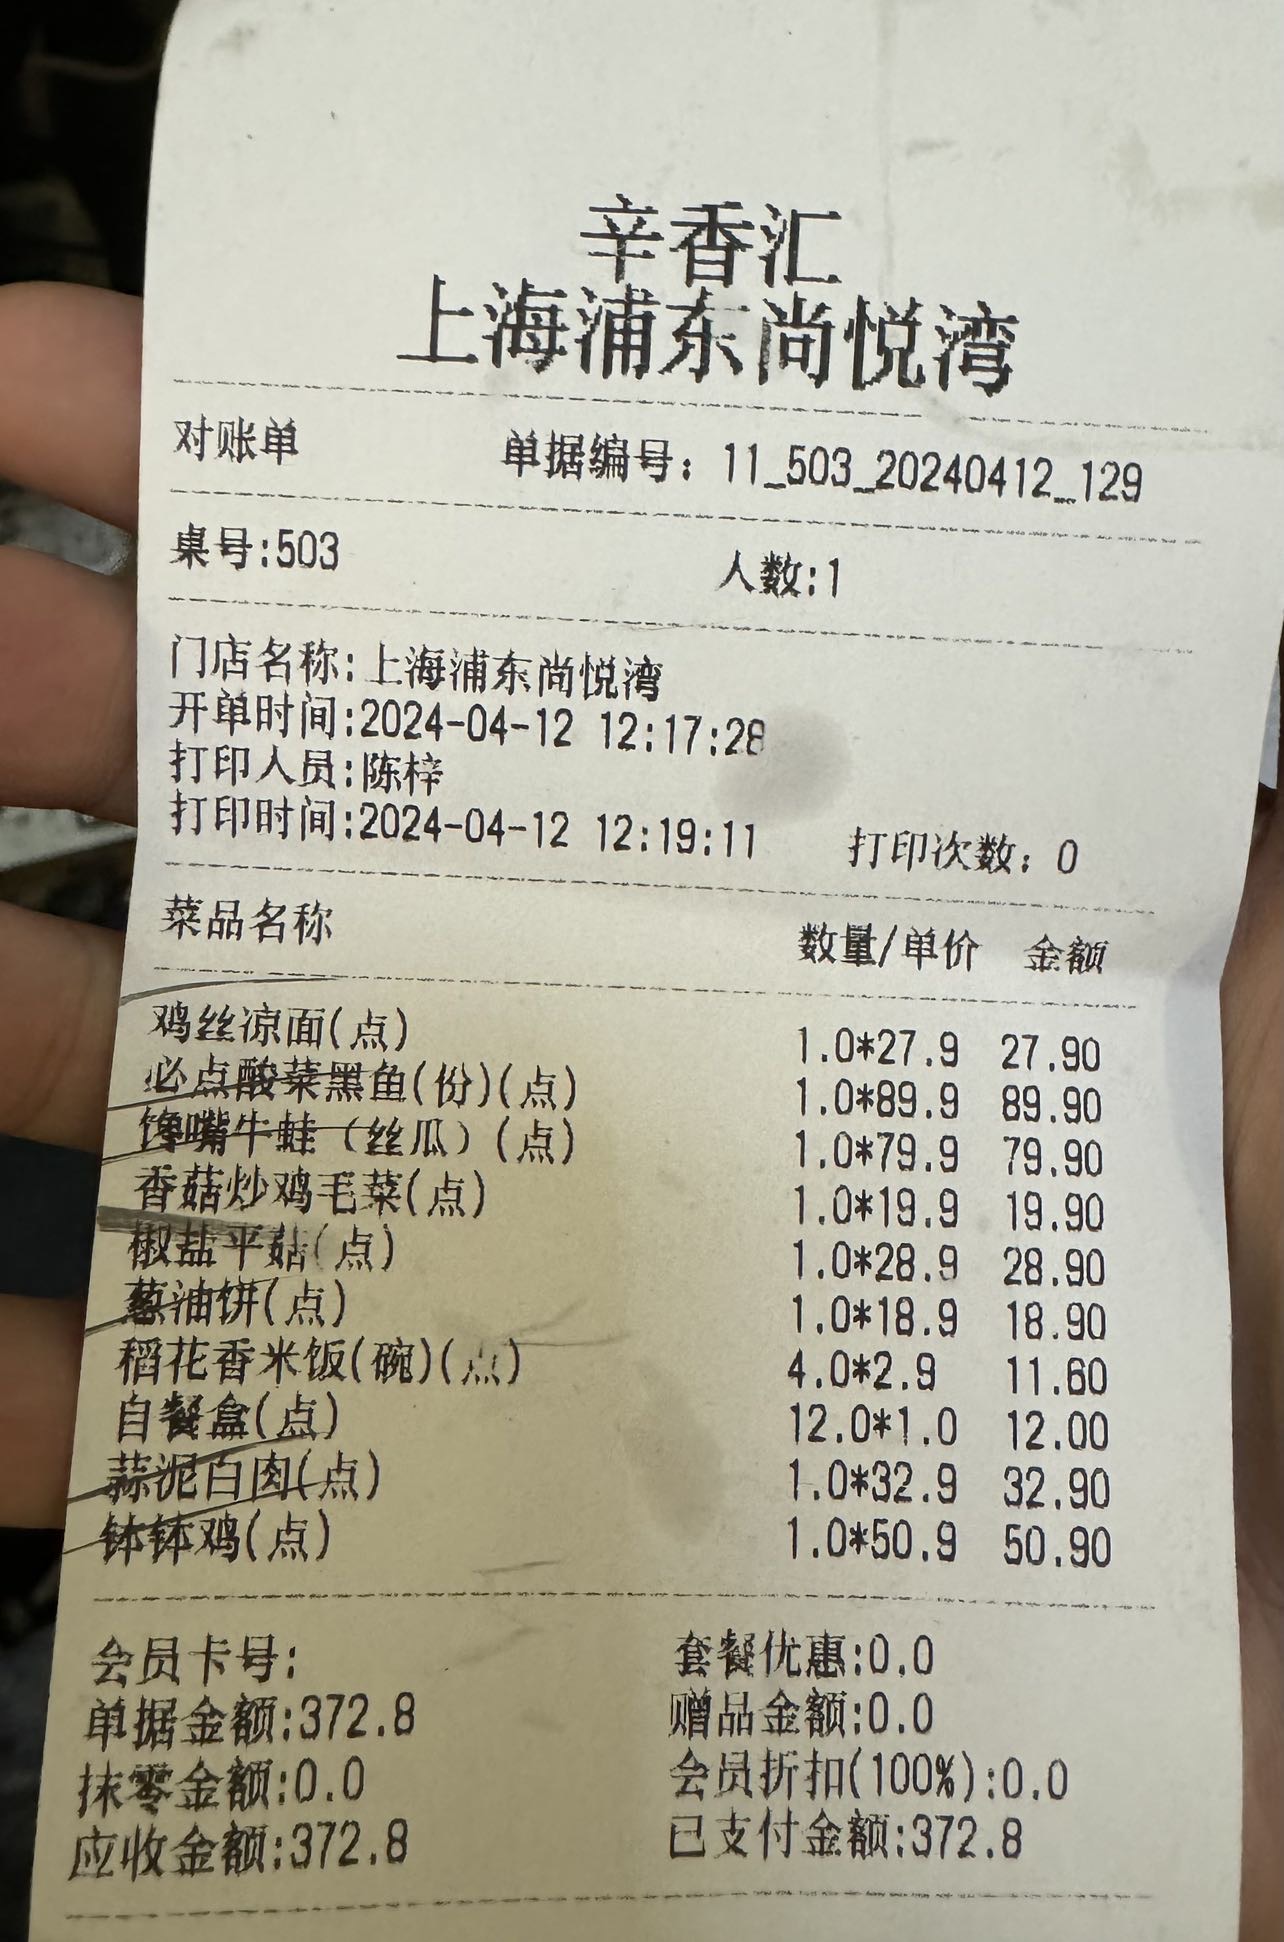 辛香汇
上海浦东尚悦湾
对账单 单据编号：11_503_20240412_129
桌号:503 人数:1
门店名称:上海浦东尚悦湾
开单时间:2024-04-12 12:17:28
打印人员:陈梓
打印时间:2024-04-12 12:19:11 打印次数：0
菜品名称 数量/单价 金额
鸡丝凉面(点) 1.0*27.9 27.90
必点酸菜黑鱼(份)(点) 1.0*89.9 89.90
馋嘴牛蛙（丝瓜）(点) 1.0*79.9 79.90
香菇炒鸡毛菜(点) 1.0*19.9 19.90
椒盐平菇(点) 1.0*28.9 28.90
葱油饼(点) 1.0*18.9 18.90
稻花香米饭(碗)(点) 4.0*2.9 11.60
自餐盒(点) 12.0*1.0 12.00
蒜泥白肉(点) 1.0*32.9 32.90
钵钵鸡(点) 1.0*50.9 50.90
会员卡号: 套餐优惠:0.0
单据金额:372.8 赠品金额:0.0
抹零金额:0.0 会员折扣(100%):0.0
应收金额:372.8 已支付金额:372.8